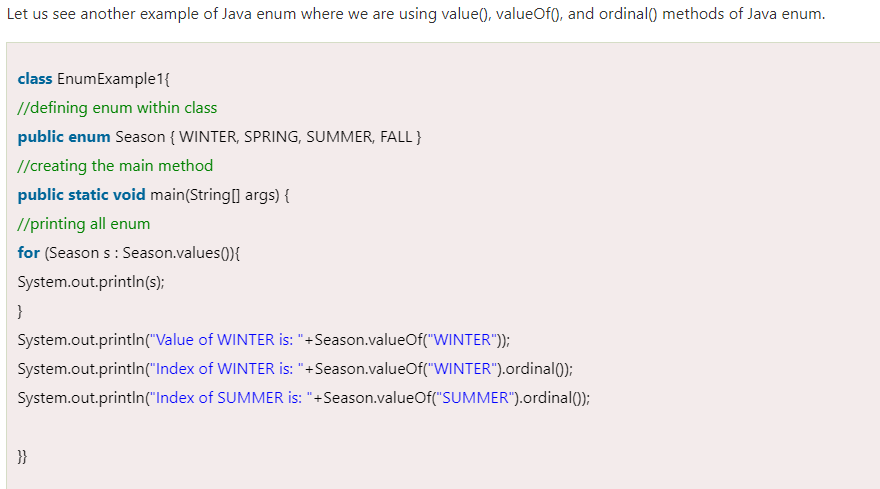 Let us see another example of Java enum where we are using value(), valueOf(), and ordinal() methods of Java enum.
class EnumExample1{
//defining enum within class
public enum Season { WINTER, SPRING, SUMMER, FALL }
//creating the main method
public static void main(String[] args) {
//printing all enum
for (Season s : Season.values()){
System.out.println(s);
}
System.out.println("Value of WINTER is: "+Season.valueOf("WINTER"));
System.out.println("Index of WINTER is: "+Season.valueOf("WINTER").ordinal());
System.out.println("Index of SUMMER is: "+Season.valueOf("SUMMER").ordinal());
}}